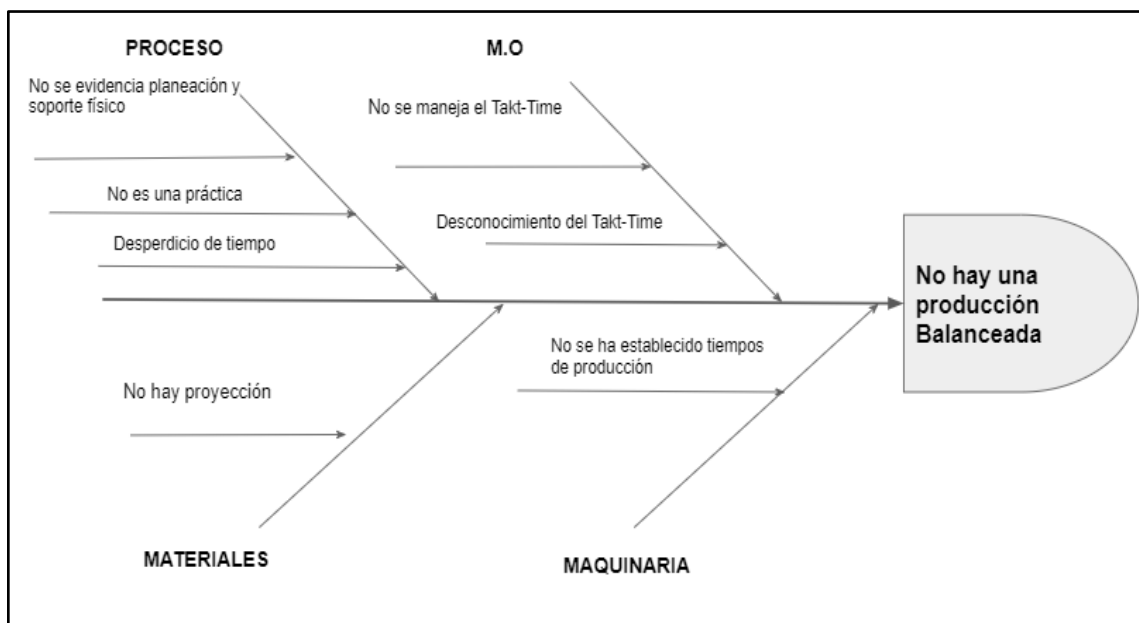 PROCESO
M.O
No se evidencia planeación y
soporte físico
No se maneja el Takt-Time
No es una práctica
Desconocimiento del Takt-Time
Desperdicio de tiempo
No hay una
producción
Balanceada
No se ha establecido tiempos
de producción
No hay proyección
MATERIALES
MAQUINARIA